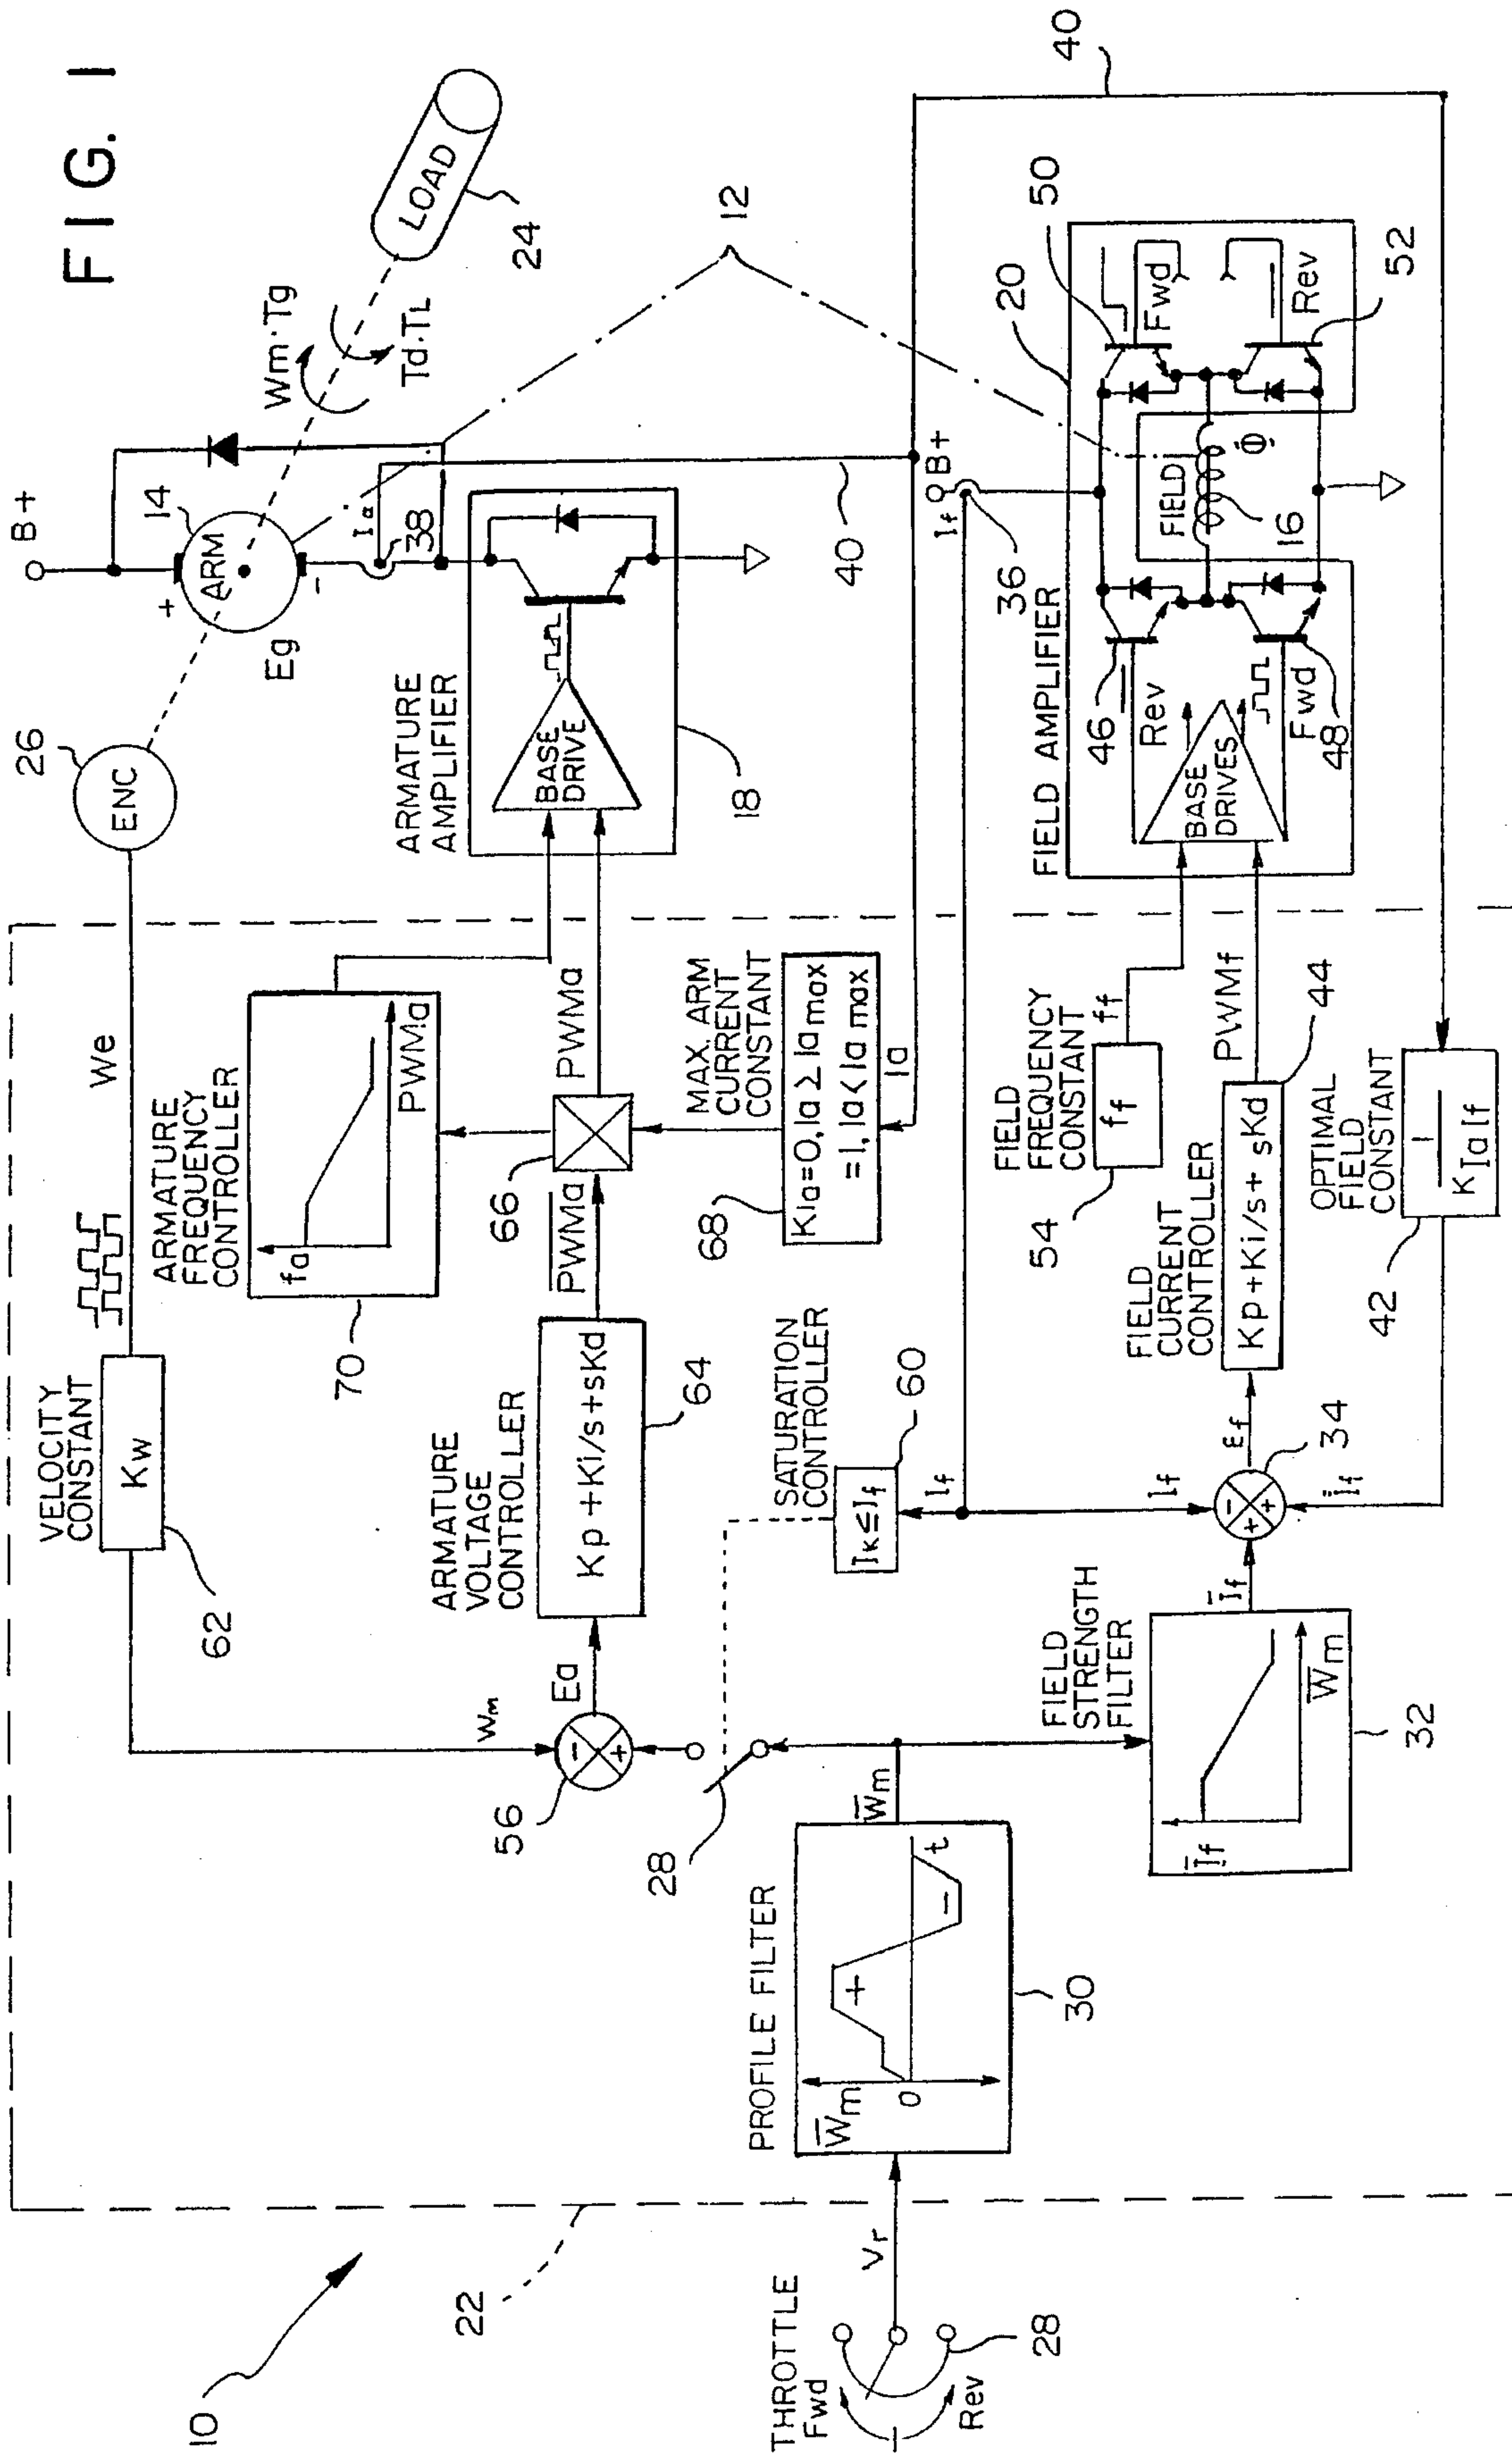 FIG. 1
10
22
THROTTLE
Fwd
Rev
28
Vr
PROFILE FILTER
W̅m
0
+
−
t
30
W̅m
28
FIELD
STRENGTH
FILTER
I̅f
W̅m
32
I̅f
VELOCITY
CONSTANT
Kw
62
We
ENC
26
Wm
56
−
+
Ea
ARMATURE
VOLTAGE
CONTROLLER
Kp + Ki/s + sKd
64
P̅W̅M̅a̅
66
PWMa
ARMATURE
FREQUENCY
CONTROLLER
fa
PWMa
70
MAX. ARM
CURRENT
CONSTANT
KIa=0, Ia ≥ Ia max
=1, Ia < Ia max
68
Ia
SATURATION
CONTROLLER
IK ≤ If
60
If
If
−
+
+
34
Ef
FIELD
CURRENT
CONTROLLER
Kp + Ki/s + sKd
44
PWMf
FIELD
FREQUENCY
CONSTANT
ff
54
ff
OPTIMAL
FIELD
CONSTANT
1
KIaIf
42
ARMATURE
AMPLIFIER
BASE
DRIVE
18
B+
14
ARM
+
-
Eg
Ia
38
40
Wm·Tg
Td·TL
LOAD
24
12
B+
If
36
FIELD AMPLIFIER
20
BASE
DRIVES
46
Rev
Fwd
48
FIELD
16
Φ
50
Fwd
Rev
52
40